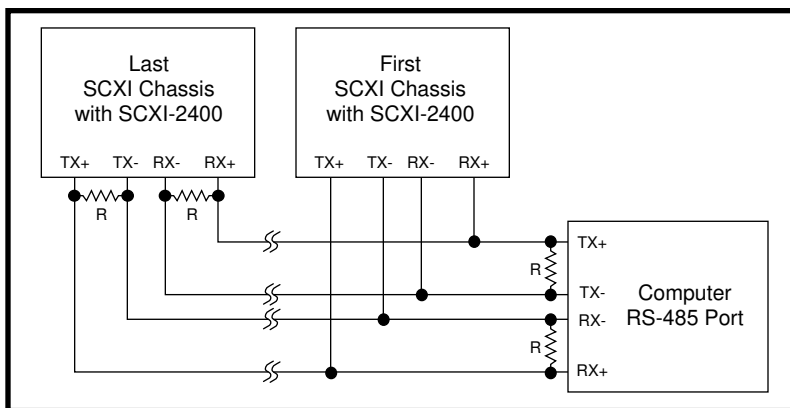 Last
SCXI Chassis
with SCXI-2400
TX+ TX- RX- RX+
First
SCXI Chassis
with SCXI-2400
TX+ TX- RX- RX+
R R
TX+
R
TX-
Computer
RS-485 Port
RX-
R
RX+